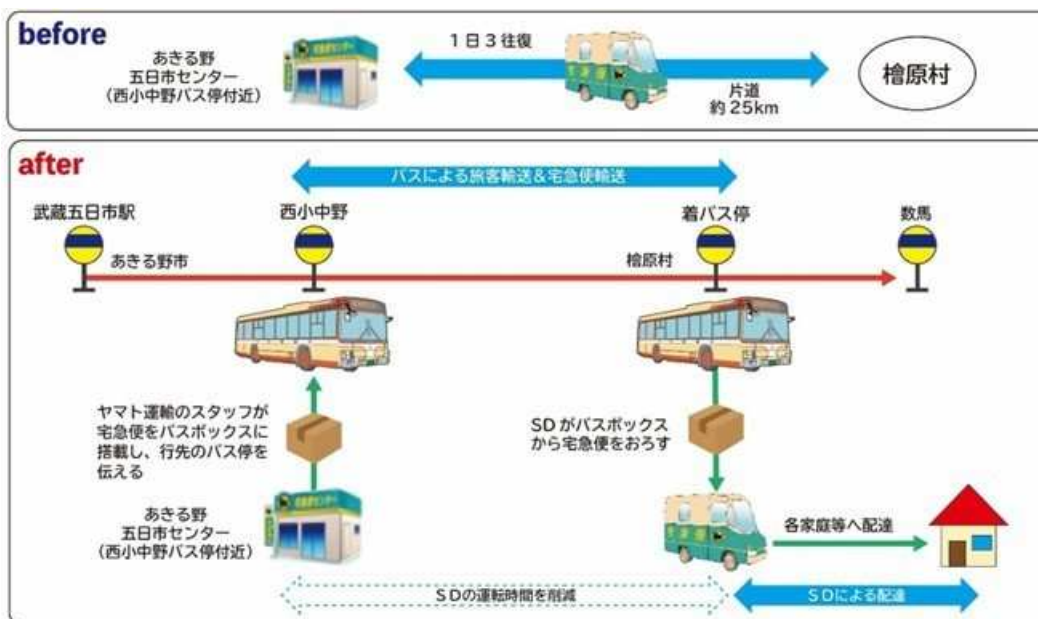 before
あきる野
五日市センター
（西小中野バス停付近）
1日3往復
片道
約25km
檜原村
after
バスによる旅客輸送&宅急便輸送
武蔵五日市駅
西小中野
着バス停
数馬
あきる野市
檜原村
ヤマト運輸のスタッフが
宅急便をバスボックスに
搭載し、行先のバス停を
伝える
SDがバスボックス
から宅急便をおろす
あきる野
五日市センター
（西小中野バス停付近）
各家庭等へ配達
SDの運転時間を削減
SDによる配達